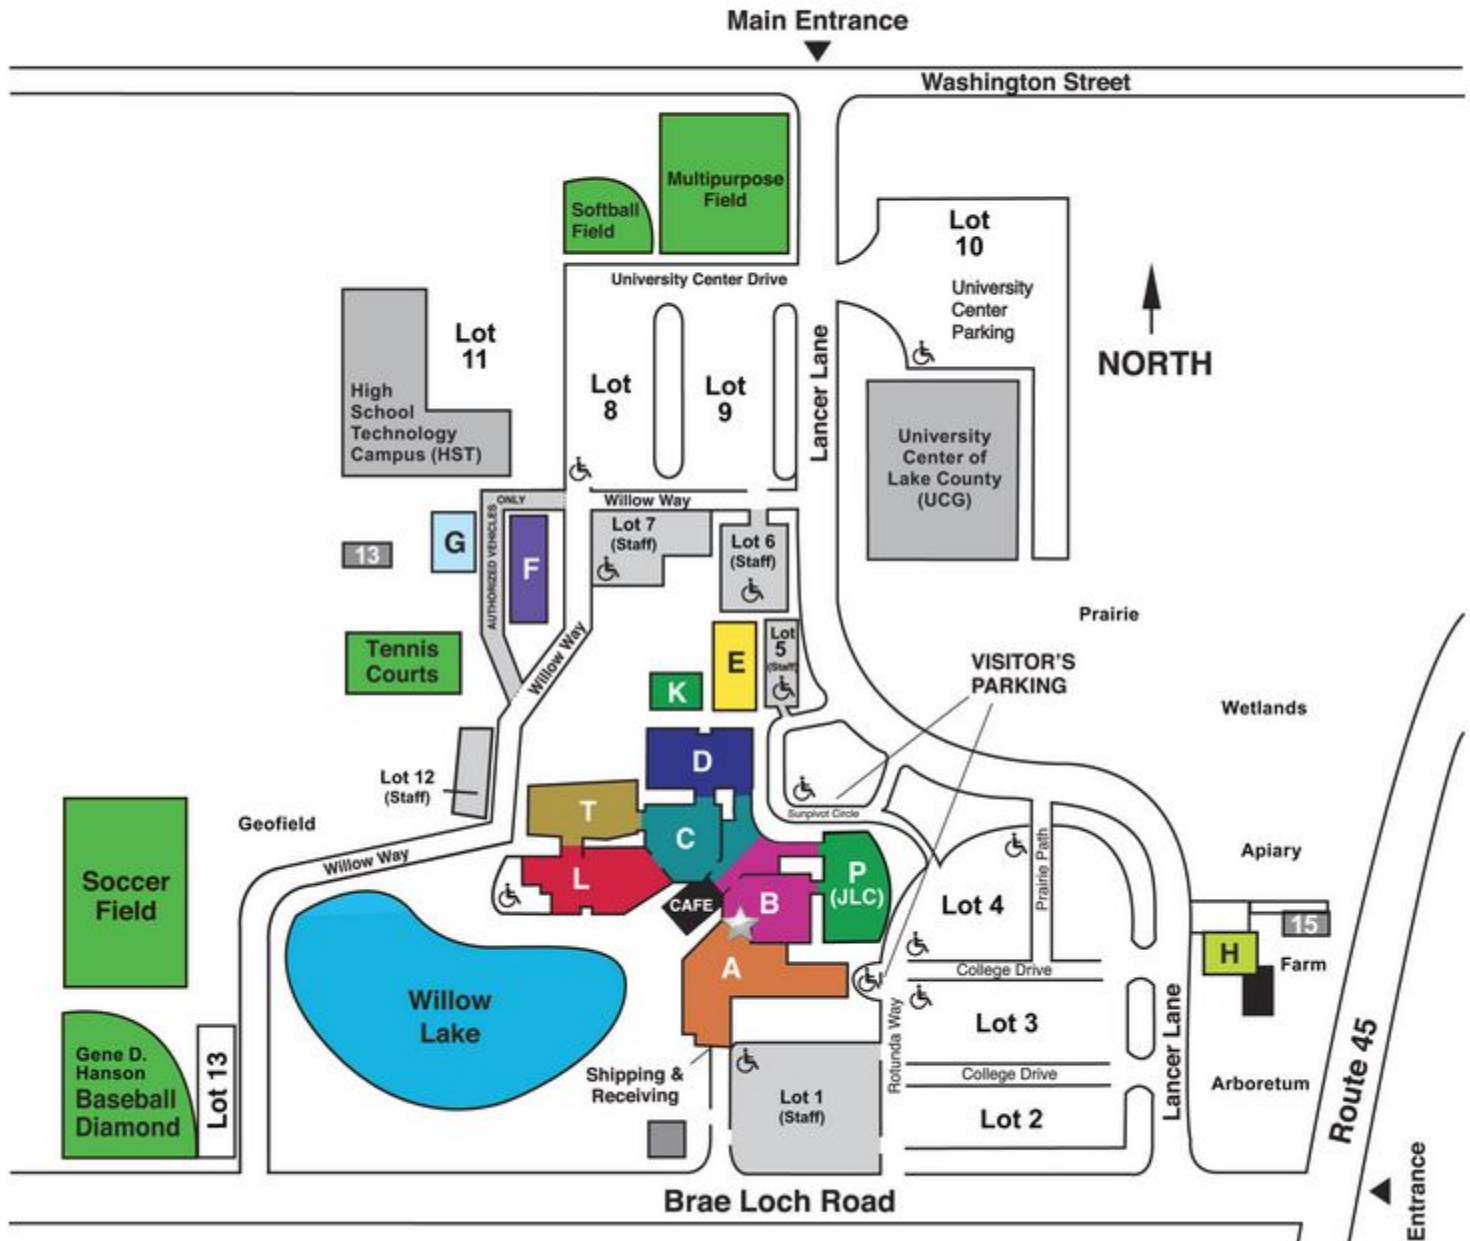 Main Entrance
Washington Street
Multipurpose
Field
Softball
Field
Lot
10
University
Center
Parking
University Center Drive
NORTH
Lot
11
High
School
Technology
Campus (HST)
Lot
8
Lot
9
Lancer Lane
University
Center of
Lake County
(UCG)
ONLY
AUTHORIZED VEHICLES
Willow Way
Lot 7
(Staff)
Lot 6
(Staff)
13
G
F
Tennis
Courts
Willow Way
K
E
Lot
5
(Staff)
Prairie
VISITOR'S
PARKING
Wetlands
Lot 12
(Staff)
D
Sunpivot Circle
T
C
Geofield
Willow Way
L
CAFE
B
P
(JLC)
A
Lot 4
Prairie Path
Apiary
15
H
Farm
Soccer
Field
Willow
Lake
College Drive
Rotunda Way
Lot 3
College Drive
Lot 2
Lancer Lane
Arboretum
Route 45
Gene D.
Hanson
Baseball
Diamond
Lot 13
Shipping &
Receiving
Lot 1
(Staff)
Brae Loch Road
Entrance